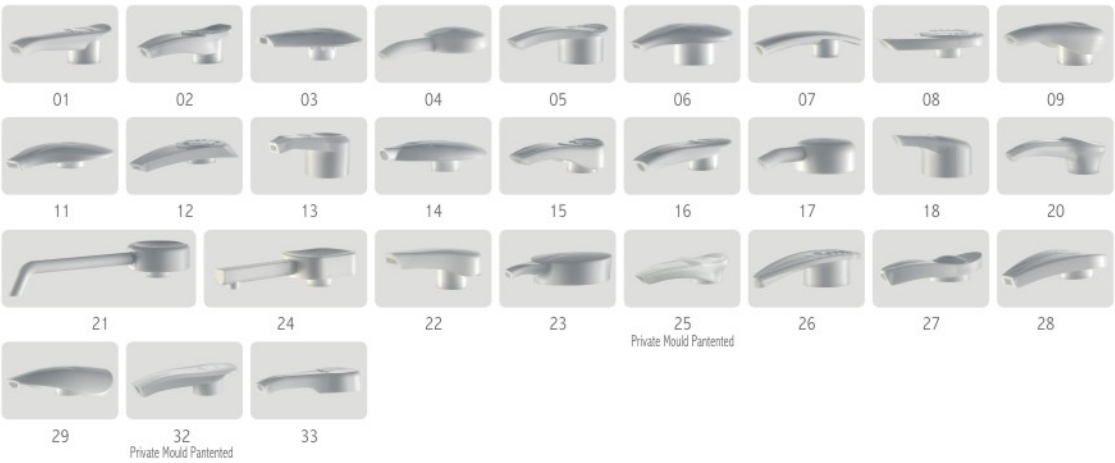 01 02 03 04 05 06 07 08 09
11 12 13 14 15 16 17 18 20
21 24 22 23 25 26 27 28
Private Mould Pantented
29 32 33
Private Mould Pantented